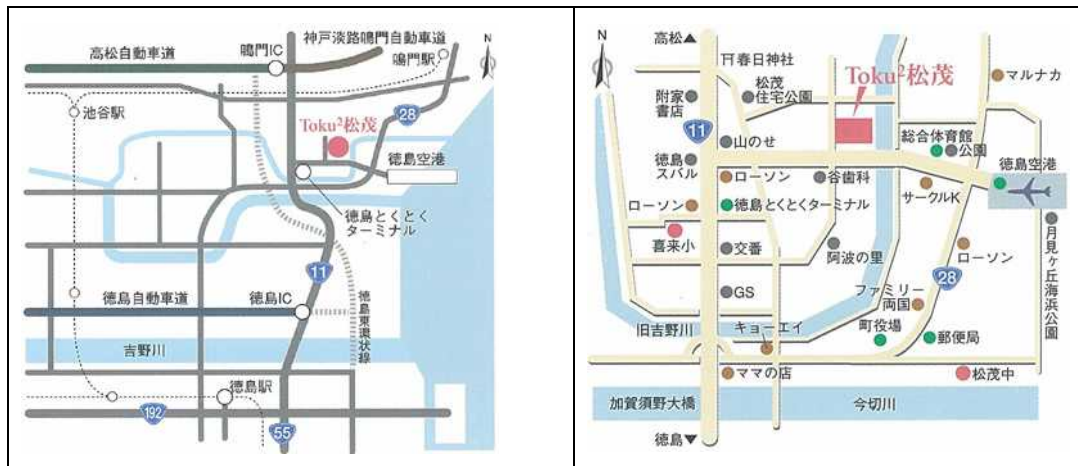 高松自動車道
鳴門IC
神戸淡路鳴門自動車道
鳴門駅
N
池谷駅
28
Toku²松茂
徳島空港
徳島とくとく
ターミナル
11
徳島自動車道
徳島IC
徳島東環状線
吉野川
徳島駅
192
55
N
高松▲
春日神社
Toku²松茂
マルナカ
附家
書店
松茂
住宅公園
11
山のせ
総合体育館
公園
徳島
スバル
徳島空港
ローソン
谷歯科
サークルK
ローソン
徳島とくとくターミナル
喜来小
交番
阿波の里
ローソン
月見ヶ丘海浜公園
28
GS
ファミリー
両国
旧吉野川
キョーエイ
町役場
郵便局
ママの店
松茂中
加賀須野大橋
今切川
徳島▼